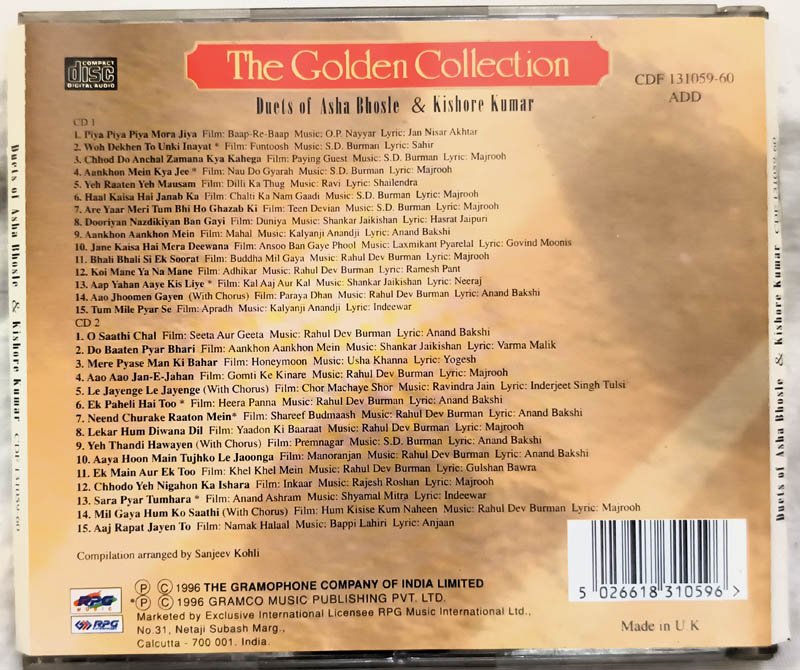 COMPACT
disc
DIGITAL AUDIO
The Golden Collection
CDF 131059-60
ADD
Duets of Asha Bhosle & Kishore Kumar
CD 1
1. Piya Piya Piya Mora Jiya Film: Baap-Re-Baap Music: O.P. Nayyar Lyric: Jan Nisar Akhtar
2. Woh Dekhen To Unki Inayat * Film: Funtoosh Music: S.D. Burman Lyric: Sahir
3. Chhod Do Anchal Zamana Kya Kahega Film: Paying Guest Music: S.D. Burman Lyric: Majrooh
4. Aankhon Mein Kya Jee * Film: Nau Do Gyarah Music: S.D. Burman Lyric: Majrooh
5. Yeh Raaten Yeh Mausam Film: Dilli Ka Thug Music: Ravi Lyric: Shailendra
6. Haal Kaisa Hai Janab Ka Film: Chalti Ka Nam Gaadi Music: S.D. Burman Lyric: Majrooh
7. Are Yaar Meri Tum Bhi Ho Ghazab Ki Film: Teen Devian Music: S.D. Burman Lyric: Majrooh
8. Dooriyan Nazdikiyan Ban Gayi Film: Duniya Music: Shankar Jaikishan Lyric: Hasrat Jaipuri
9. Aankhon Aankhon Mein Film: Mahal Music: Kalyanji Anandji Lyric: Anand Bakshi
10. Jane Kaisa Hai Mera Deewana Film: Ansoo Ban Gaye Phool Music: Laxmikant Pyarelal Lyric: Govind Moonis
11. Bhali Bhali Si Ek Soorat Film: Buddha Mil Gaya Music: Rahul Dev Burman Lyric: Majrooh
12. Koi Mane Ya Na Mane Film: Adhikar Music: Rahul Dev Burman Lyric: Ramesh Pant
13. Aap Yahan Aaye Kis Liye * Film: Kal Aaj Aur Kal Music: Shankar Jaikishan Lyric: Neeraj
14. Aao Jhoomen Gayen (With Chorus) Film: Paraya Dhan Music: Rahul Dev Burman Lyric: Anand Bakshi
15. Tum Mile Pyar Se Film: Apradh Music: Kalyanji Anandji Lyric: Indeewar
CD 2
1. O Saathi Chal Film: Seeta Aur Geeta Music: Rahul Dev Burman Lyric: Anand Bakshi
2. Do Baaten Pyar Bhari Film: Aankhon Aankhon Mein Music: Shankar Jaikishan Lyric: Varma Malik
3. Mere Pyase Man Ki Bahar Film: Honeymoon Music: Usha Khanna Lyric: Yogesh
4. Aao Aao Jan-E-Jahan Film: Gomti Ke Kinare Music: Rahul Dev Burman Lyric: Majrooh
5. Le Jayenge Le Jayenge (With Chorus) Film: Chor Machaye Shor Music: Ravindra Jain Lyric: Inderjeet Singh Tulsi
6. Ek Paheli Hai Too * Film: Heera Panna Music: Rahul Dev Burman Lyric: Anand Bakshi
7. Neend Churake Raaton Mein* Film: Shareef Budmaash Music: Rahul Dev Burman Lyric: Anand Bakshi
8. Lekar Hum Diwana Dil Film: Yaadon Ki Baaraat Music: Rahul Dev Burman Lyric: Majrooh
9. Yeh Thandi Hawayen (With Chorus) Film: Premnagar Music: S.D. Burman Lyric: Anand Bakshi
10. Aaya Hoon Main Tujhko Le Jaonga Film: Manoranjan Music: Rahul Dev Burman Lyric: Anand Bakshi
11. Ek Main Aur Ek Too Film: Khel Khel Mein Music: Rahul Dev Burman Lyric: Gulshan Bawra
12. Chhodo Yeh Nigahon Ka Ishara Film: Inkaar Music: Rajesh Roshan Lyric: Majrooh
13. Sara Pyar Tumhara * Film: Anand Ashram Music: Shyamal Mitra Lyric: Indeewar
14. Mil Gaya Hum Ko Saathi (With Chorus) Film: Hum Kisise Kum Naheen Music: Rahul Dev Burman Lyric: Majrooh
15. Aaj Rapat Jayen To Film: Namak Halaal Music: Bappi Lahiri Lyric: Anjaan
Compilation arranged by Sanjeev Kohli
RPG
MUSIC
RPG
Ⓟ © 1996 THE GRAMOPHONE COMPANY OF INDIA LIMITED
*Ⓟ © 1996 GRAMCO MUSIC PUBLISHING PVT. LTD.
Marketed by Exclusive International Licensee RPG Music International Ltd.,
No.31, Netaji Subash Marg.,
Calcutta - 700 001. India.
5 026618 310596 >
Made in U K
Duets of Asha Bhosle & Kishore Kumar CDF 131059-60
Duets of Asha Bhosle & Kishore Kumar CDF 131059-60